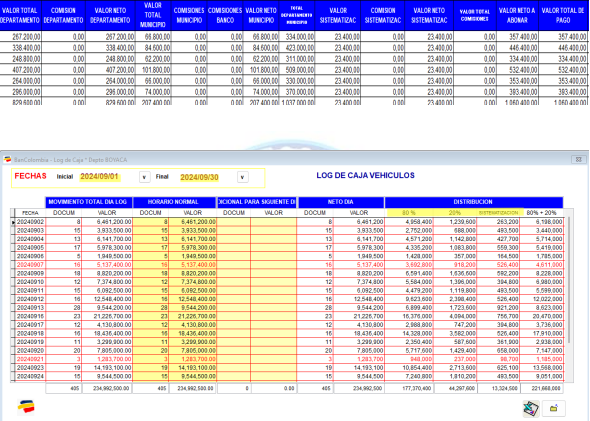 VALOR TOTAL DEPARTAMENTO COMISION DEPARTAMENTO VALOR NETO DEPARTAMENTO VALOR TOTAL MUNICIPIO COMISIONES MUNICIPIO COMISIONES BANCO VALOR NETO MUNICIPIO TOTAL DEPARTAMENTO MUNICIPIO VALOR SISTEMATIZAC COMISION SISTEMATIZAC VALOR NETO SISTEMATIZAC VALOR TOTAL COMISIONES VALOR NETO A ABONAR VALOR TOTAL DE PAGO
267.200,00 0,00 267.200,00 66.800,00 0,00 0,00 66.800,00 334.000,00 23.400,00 0,00 23.400,00 357.400,00 357.400,00
338.400,00 0,00 338.400,00 84.600,00 0,00 0,00 84.600,00 423.000,00 23.400,00 0,00 23.400,00 446.400,00 446.400,00
248.800,00 0,00 248.800,00 62.200,00 0,00 0,00 62.200,00 311.000,00 23.400,00 0,00 23.400,00 334.400,00 334.400,00
407.200,00 0,00 407.200,00 101.800,00 0,00 0,00 101.800,00 509.000,00 23.400,00 0,00 23.400,00 532.400,00 532.400,00
264.000,00 0,00 264.000,00 66.000,00 0,00 0,00 66.000,00 330.000,00 23.400,00 0,00 23.400,00 353.400,00 353.400,00
296.000,00 0,00 296.000,00 74.000,00 0,00 0,00 74.000,00 370.000,00 23.400,00 0,00 23.400,00 393.400,00 393.400,00
829.600,00 0,00 829.600,00 207.400,00 0,00 0,00 207.400,00 1.037.000,00 23.400,00 0,00 23.400,00 1.060.400,00 1.060.400,00
BanColombia - Log de Caja * Depto BOYACA
FECHAS Inicial 2024/09/01 v Final 2024/09/30 v LOG DE CAJA VEHICULOS
MOVIMIENTO TOTAL DIA LOG HORARIO NORMAL DICIONAL PARA SIGUIENTE DI NETO DIA DISTRIBUCION
FECHA DOCUM VALOR DOCUM VALOR DOCUM VALOR DOCUM VALOR 80 % 20% SISTEMATIZACION 80% + 20%
20240902 8 6,461,200.00 8 6,461,200.00 8 6,461,200 4,958,400 1,239,600 263,200 6,198,000
20240903 15 3,933,500.00 15 3,933,500.00 15 3,933,500 2,752,000 688,000 493,500 3,440,000
20240904 13 6,141,700.00 13 6,141,700.00 13 6,141,700 4,571,200 1,142,800 427,700 5,714,000
20240905 17 5,978,300.00 17 5,978,300.00 17 5,978,300 4,335,200 1,083,800 559,300 5,419,000
20240906 5 1,949,500.00 5 1,949,500.00 5 1,949,500 1,428,000 357,000 164,500 1,785,000
20240907 16 5,137,400.00 16 5,137,400.00 16 5,137,400 3,692,800 918,200 526,400 4,611,000
20240909 18 8,820,200.00 18 8,820,200.00 18 8,820,200 6,591,400 1,636,600 592,200 8,228,000
20240910 12 7,374,800.00 12 7,374,800.00 12 7,374,800 5,584,000 1,396,000 394,800 6,980,000
20240911 15 6,092,500.00 15 6,092,500.00 15 6,092,500 4,479,200 1,119,800 493,500 5,599,000
20240912 16 12,548,400.00 16 12,548,400.00 16 12,548,400 9,623,600 2,398,400 526,400 12,022,000
20240913 28 9,544,200.00 28 9,544,200.00 28 9,544,200 6,899,400 1,723,600 921,200 8,623,000
20240916 23 21,226,700.00 23 21,226,700.00 23 21,226,700 16,376,000 4,094,000 756,700 20,470,000
20240917 12 4,130,800.00 12 4,130,800.00 12 4,130,800 2,988,800 747,200 394,800 3,736,000
20240918 16 18,436,400.00 16 18,436,400.00 16 18,436,400 14,328,000 3,582,000 526,400 17,910,000
20240919 11 3,299,900.00 11 3,299,900.00 11 3,299,900 2,350,400 587,600 361,900 2,938,000
20240920 20 7,805,000.00 20 7,805,000.00 20 7,805,000 5,717,600 1,429,400 658,000 7,147,000
20240921 3 1,283,700.00 3 1,283,700.00 3 1,283,700 948,000 237,000 98,700 1,185,000
20240923 19 14,193,100.00 19 14,193,100.00 19 14,193,100 10,854,400 2,713,600 625,100 13,568,000
20240924 15 9,544,500.00 15 9,544,500.00 15 9,544,500 7,240,800 1,810,200 493,500 9,051,000
405 234,992,500.00 405 234,992,500.00 0 0.00 405 234,992,500 177,370,400 44,297,600 13,324,500 221,668,000